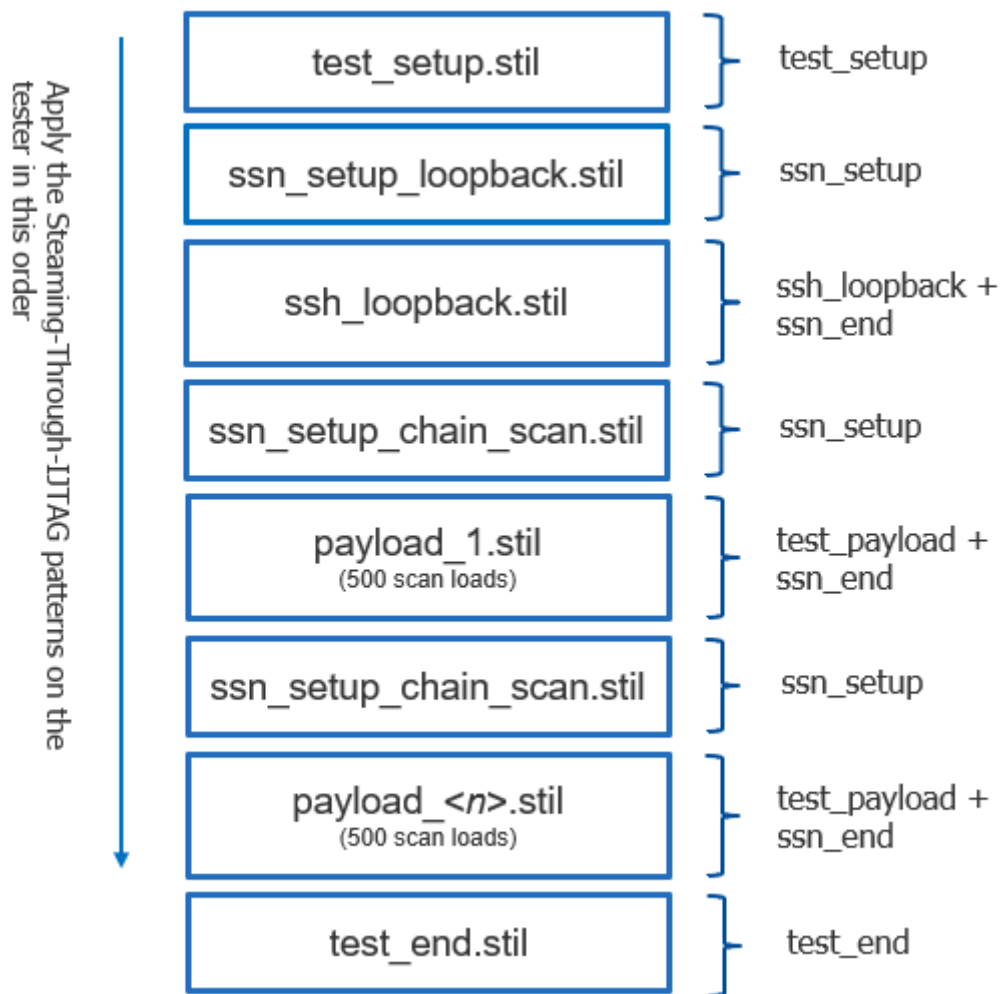 Apply the Steaming-Through-IJTAG patterns on the
tester in this order
test_setup.stil
test_setup
ssn_setup_loopback.stil
ssn_setup
ssh_loopback.stil
ssh_loopback +
ssn_end
ssn_setup_chain_scan.stil
ssn_setup
payload_1.stil
(500 scan loads)
test_payload +
ssn_end
ssn_setup_chain_scan.stil
ssn_setup
payload_<n>.stil
(500 scan loads)
test_payload +
ssn_end
test_end.stil
test_end